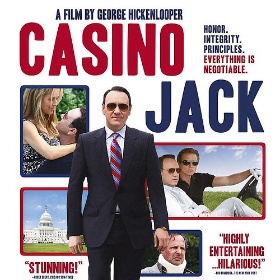 A FILM BY GEORGE HICKENLOOPER
CASINO
JACK
HONOR.
INTEGRITY.
PRINCIPLES.
EVERYTHING IS
NEGOTIABLE.
"STUNNING!"
"HIGHLY
ENTERTAINING
...HILARIOUS!"